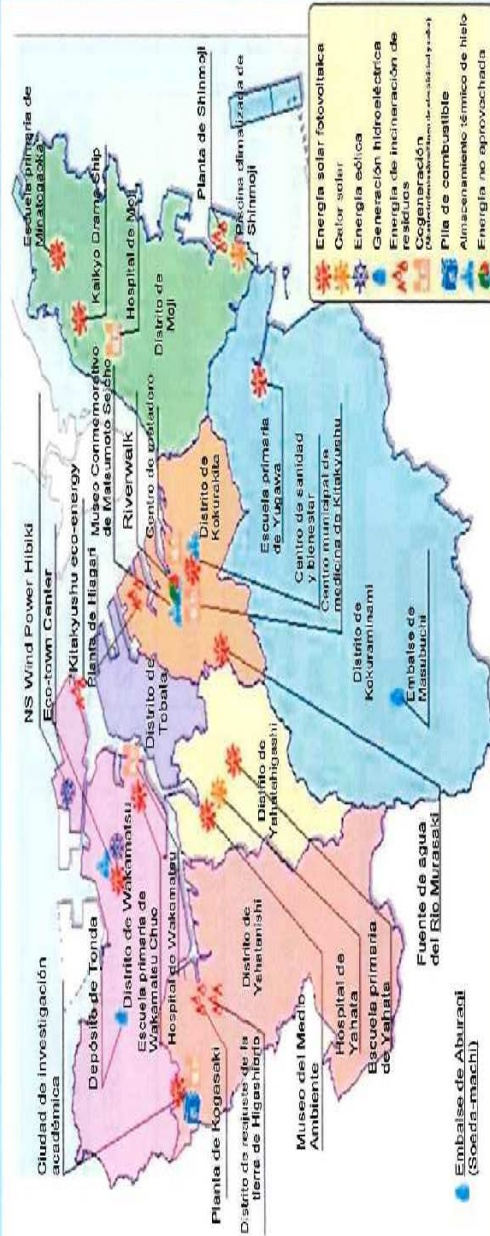 Ciudad de investigación
académica
NS Wind Power Hibiki
Eco-town Center
Kitakyushu eco-energy
Planta de Hiagari
Museo Conmemorativo
de Matsumoto Seicho
Riverwalk
Escuela primaria de
Minatogaoka
Kaikyo Drame Ship
Hospital de Moji
Distrito de
Moji
Planta de Shinmoji
Piscina climatizada de
Shinmoji
Depósito de Tonda
Distrito de Wakamatsu
Escuela primaria de
Wakamatsu Chuo
Hospital de Wakamatsu
Distrito de
Tobata
Distrito de
Kokurakita
Planta de Kogasaki
Distrito de reajuste de la
Distrito de
Yahatanishi
Distrito de
Yahatahigashi
Museo del Medio
Ambiente
Hospital de
Yahata
Escuela primaria
de Yahata
Fuente de agua
del Río Murasaki
Escuela primaria
de Yugawa
Centro de sanidad
y bienestar
Centro municipal de
medicina de Kitakyushu
Distrito de
Kokuraminami
Embalse de
Masubuchi
Embalse de Aburagi
(Soeda-machi)
Energía solar fotovoltaica
Calor solar
Energía eólica
Generación hidroeléctrica
Energía de incineración de
residuos
Cogeneración
Pila de combustible
Almacenamiento térmico de hielo
Energía no aprovechada